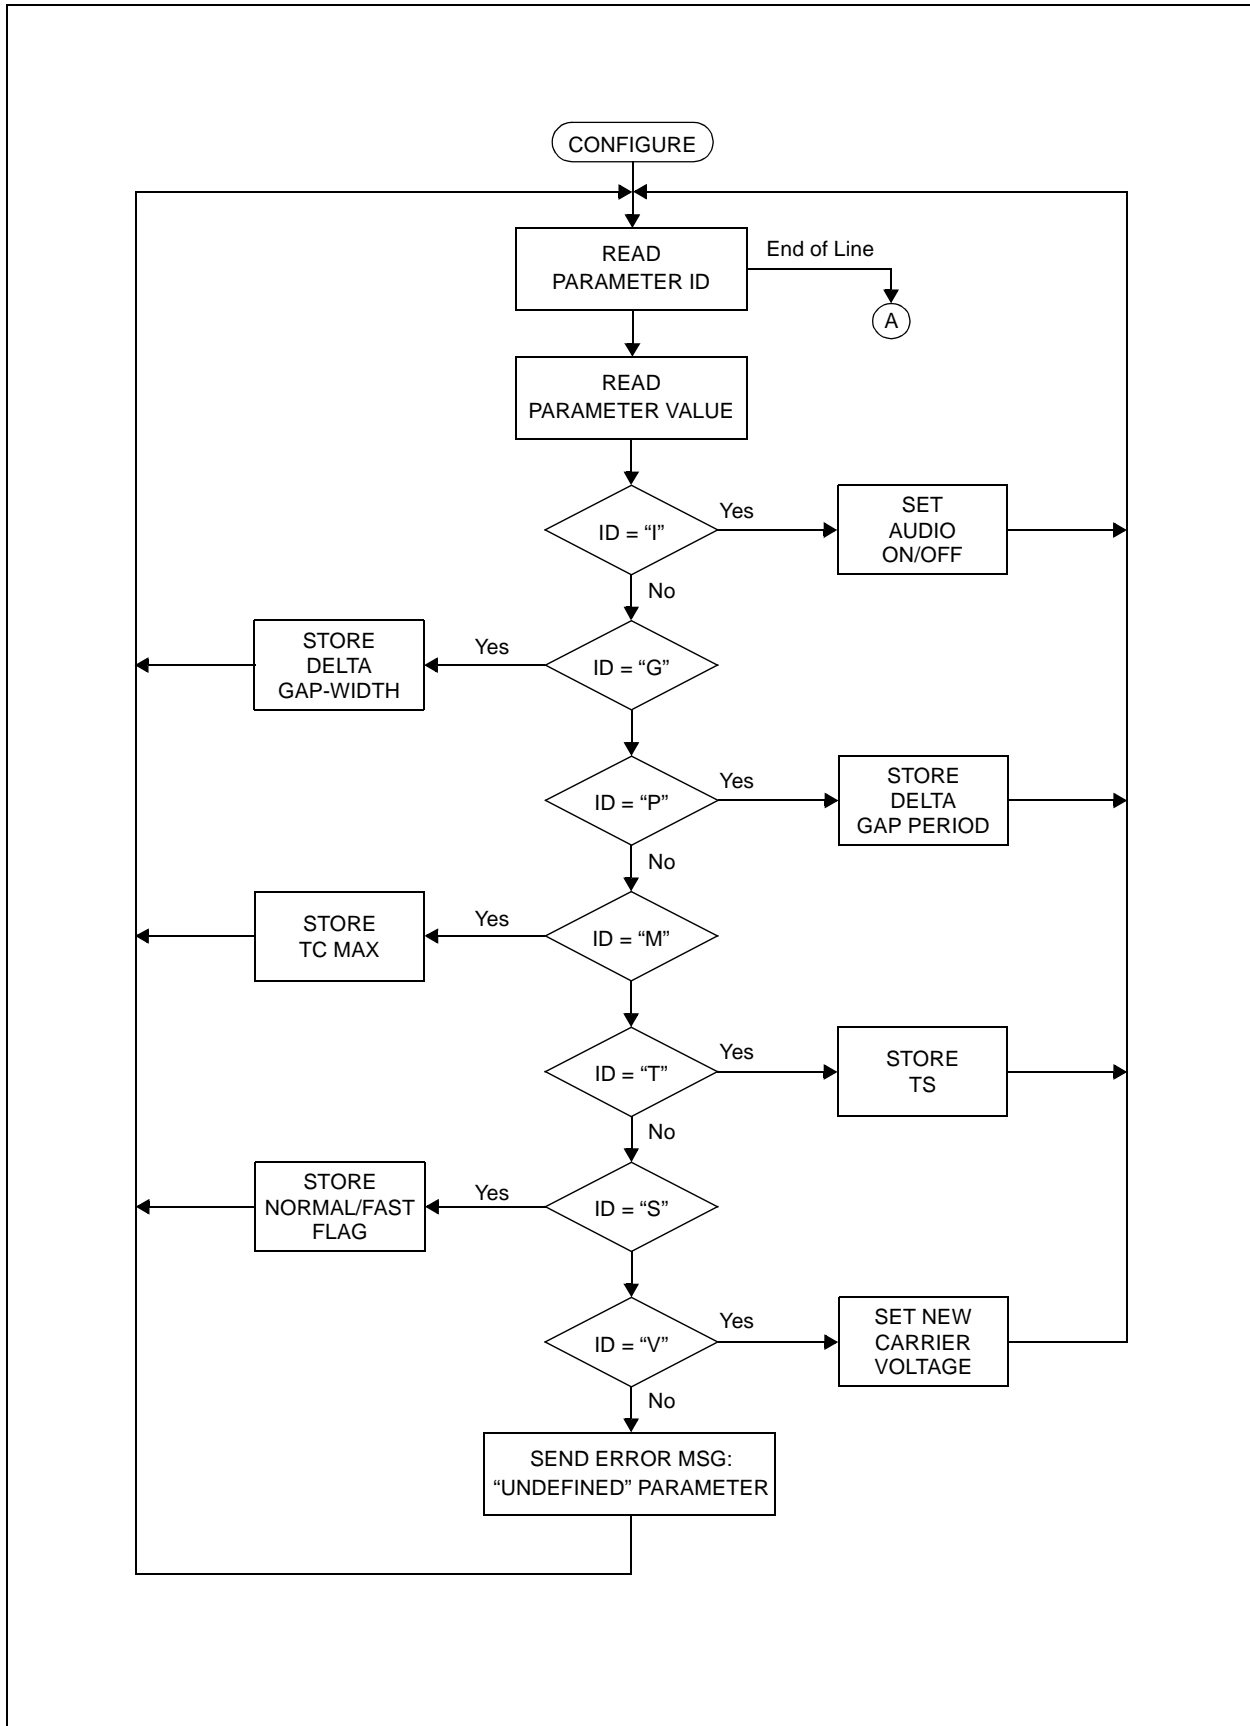 CONFIGURE
READ
PARAMETER ID
End of Line
A
READ
PARAMETER VALUE
ID = “I”
Yes
SET
AUDIO
ON/OFF
No
STORE
DELTA
GAP-WIDTH
Yes
ID = “G”
ID = “P”
Yes
STORE
DELTA
GAP PERIOD
No
STORE
TC MAX
Yes
ID = “M”
ID = “T”
Yes
STORE
TS
No
STORE
NORMAL/FAST
FLAG
Yes
ID = “S”
ID = “V”
Yes
SET NEW
CARRIER
VOLTAGE
No
SEND ERROR MSG:
“UNDEFINED” PARAMETER